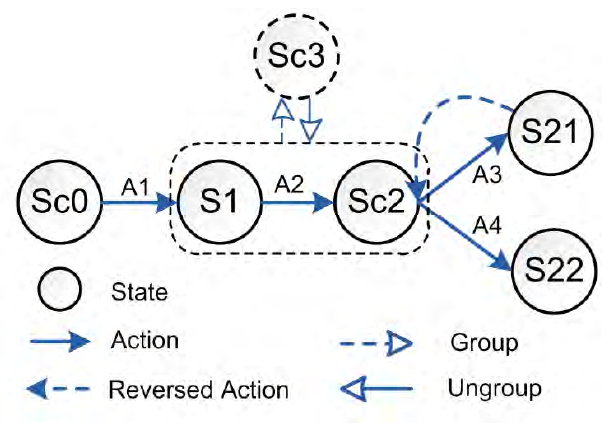 Sc3
S21
A3
Sc0
A1
S1
A2
Sc2
A4
S22
State
Action
Group
Reversed Action
Ungroup